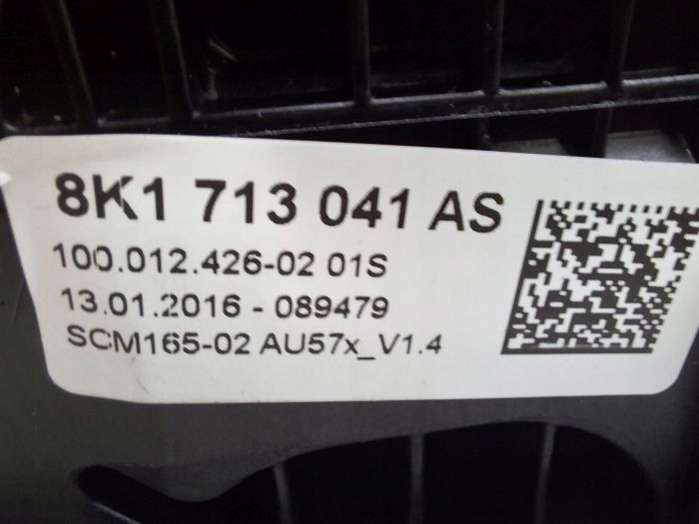 8K1 713 041 AS
100.012.426-02 01S
13.01.2016 - 089479
SCM165-02 AU57x_V1.4